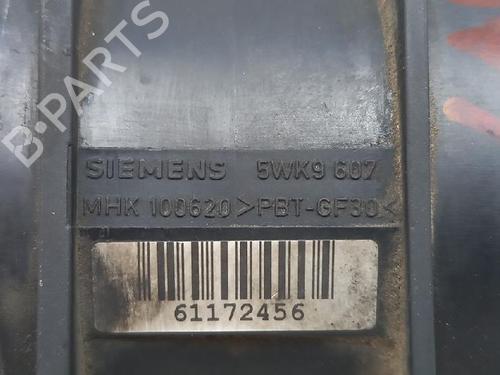 B-PARTS
SIEMENS 5WK9 607
MHK 100620 >PBT-GF30<
61172456